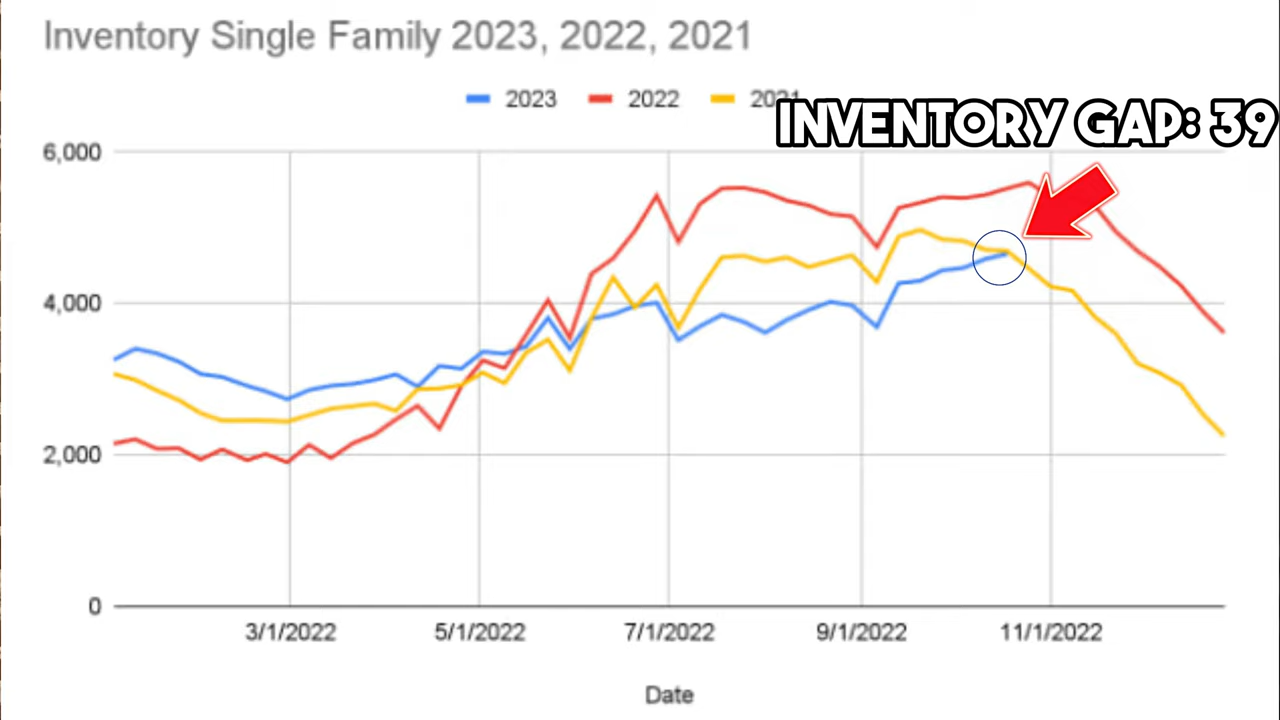 Inventory Single Family 2023, 2022, 2021
2023 2022 2021
INVENTORY GAP: 39
6,000
4,000
2,000
0
3/1/2022 5/1/2022 7/1/2022 9/1/2022 11/1/2022
Date